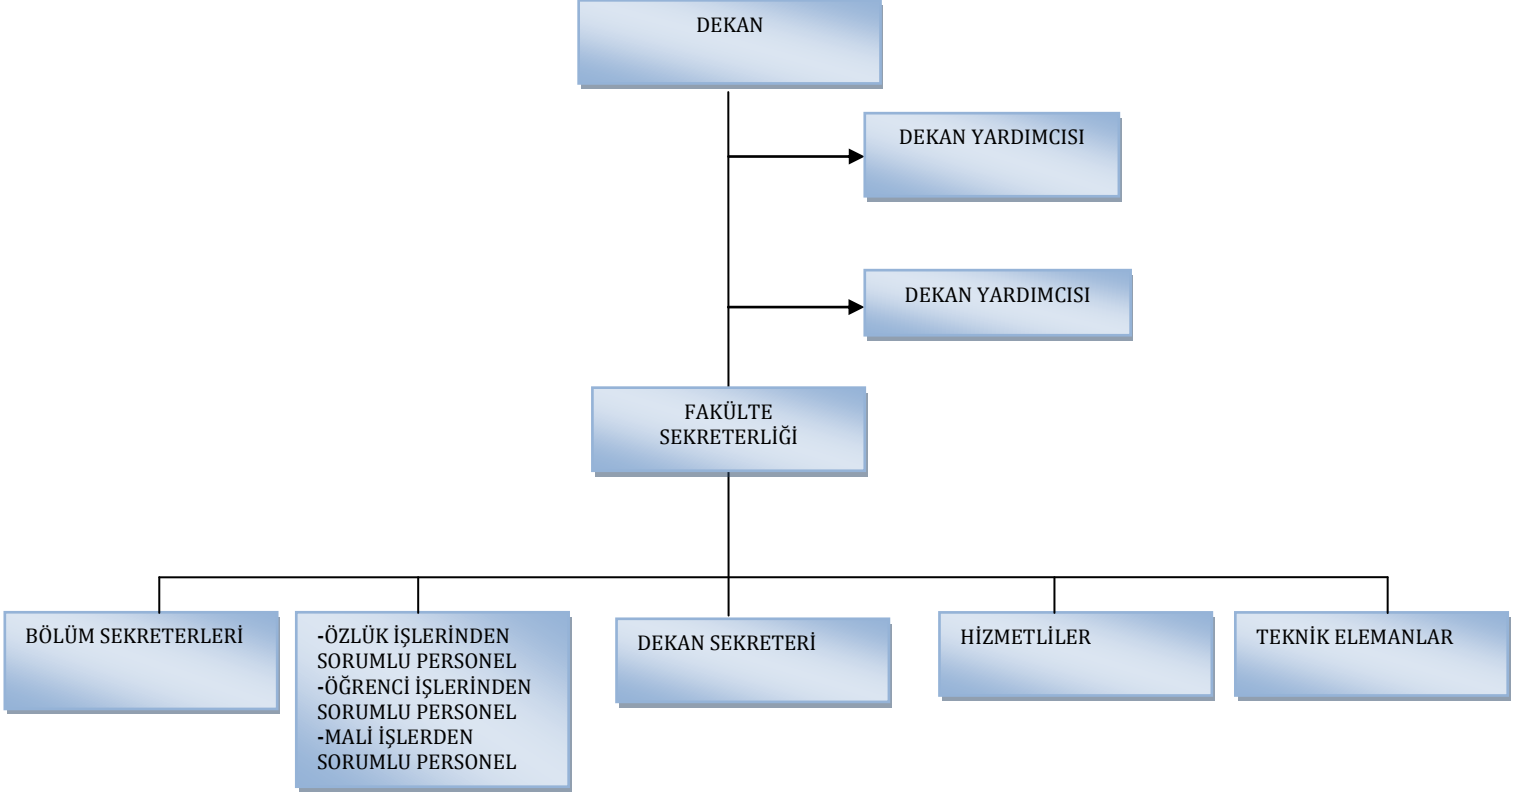 DEKAN
DEKAN YARDIMCISI
DEKAN YARDIMCISI
FAKÜLTE
SEKRETERLİĞİ
BÖLÜM SEKRETERLERİ
-ÖZLÜK İŞLERİNDEN
SORUMLU PERSONEL
-ÖĞRENCİ İŞLERİNDEN
SORUMLU PERSONEL
-MALİ İŞLERDEN
SORUMLU PERSONEL
DEKAN SEKRETERİ
HİZMETLİLER
TEKNİK ELEMANLAR